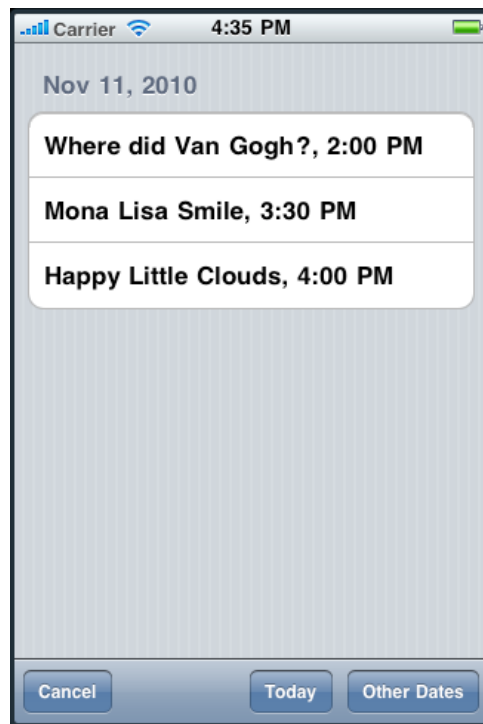 Carrier 4:35 PM
Nov 11, 2010
Where did Van Gogh?, 2:00 PM
Mona Lisa Smile, 3:30 PM
Happy Little Clouds, 4:00 PM
Cancel Today Other Dates